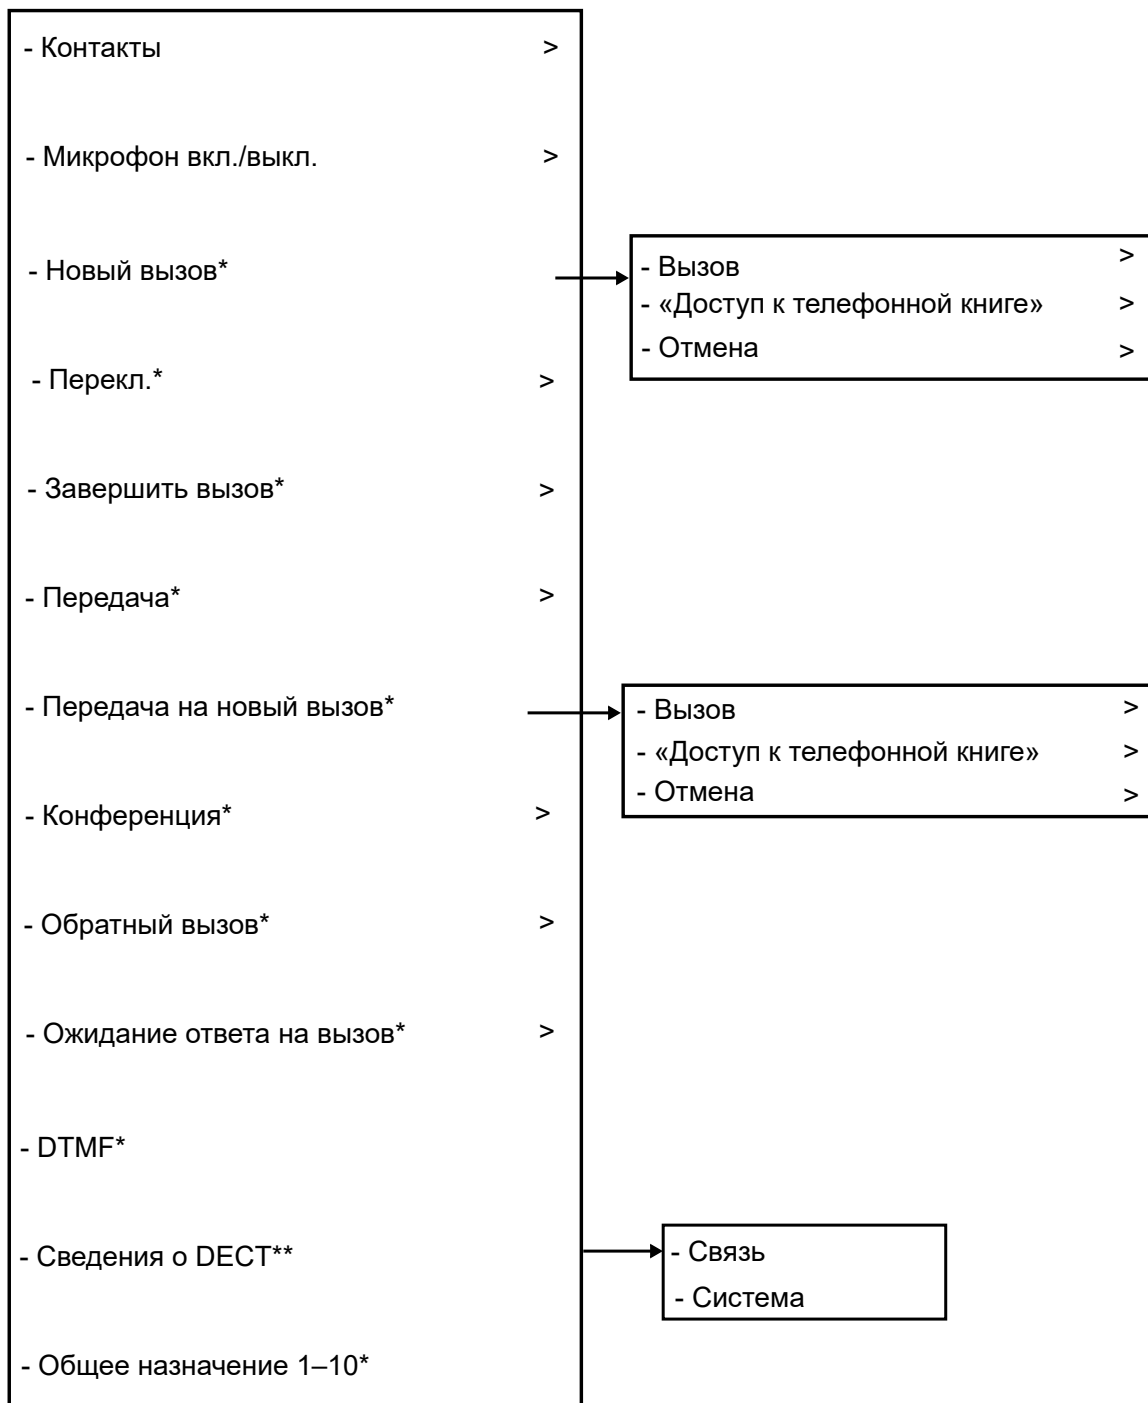 - Контакты >
- Микрофон вкл./выкл. >
- Новый вызов*
- Вызов >
- «Доступ к телефонной книге» >
- Отмена >
- Перекл.* >
- Завершить вызов* >
- Передача* >
- Передача на новый вызов*
- Вызов >
- «Доступ к телефонной книге» >
- Отмена >
- Конференция* >
- Обратный вызов* >
- Ожидание ответа на вызов* >
- DTMF*
- Сведения о DECT**
- Связь
- Система
- Общее назначение 1–10*